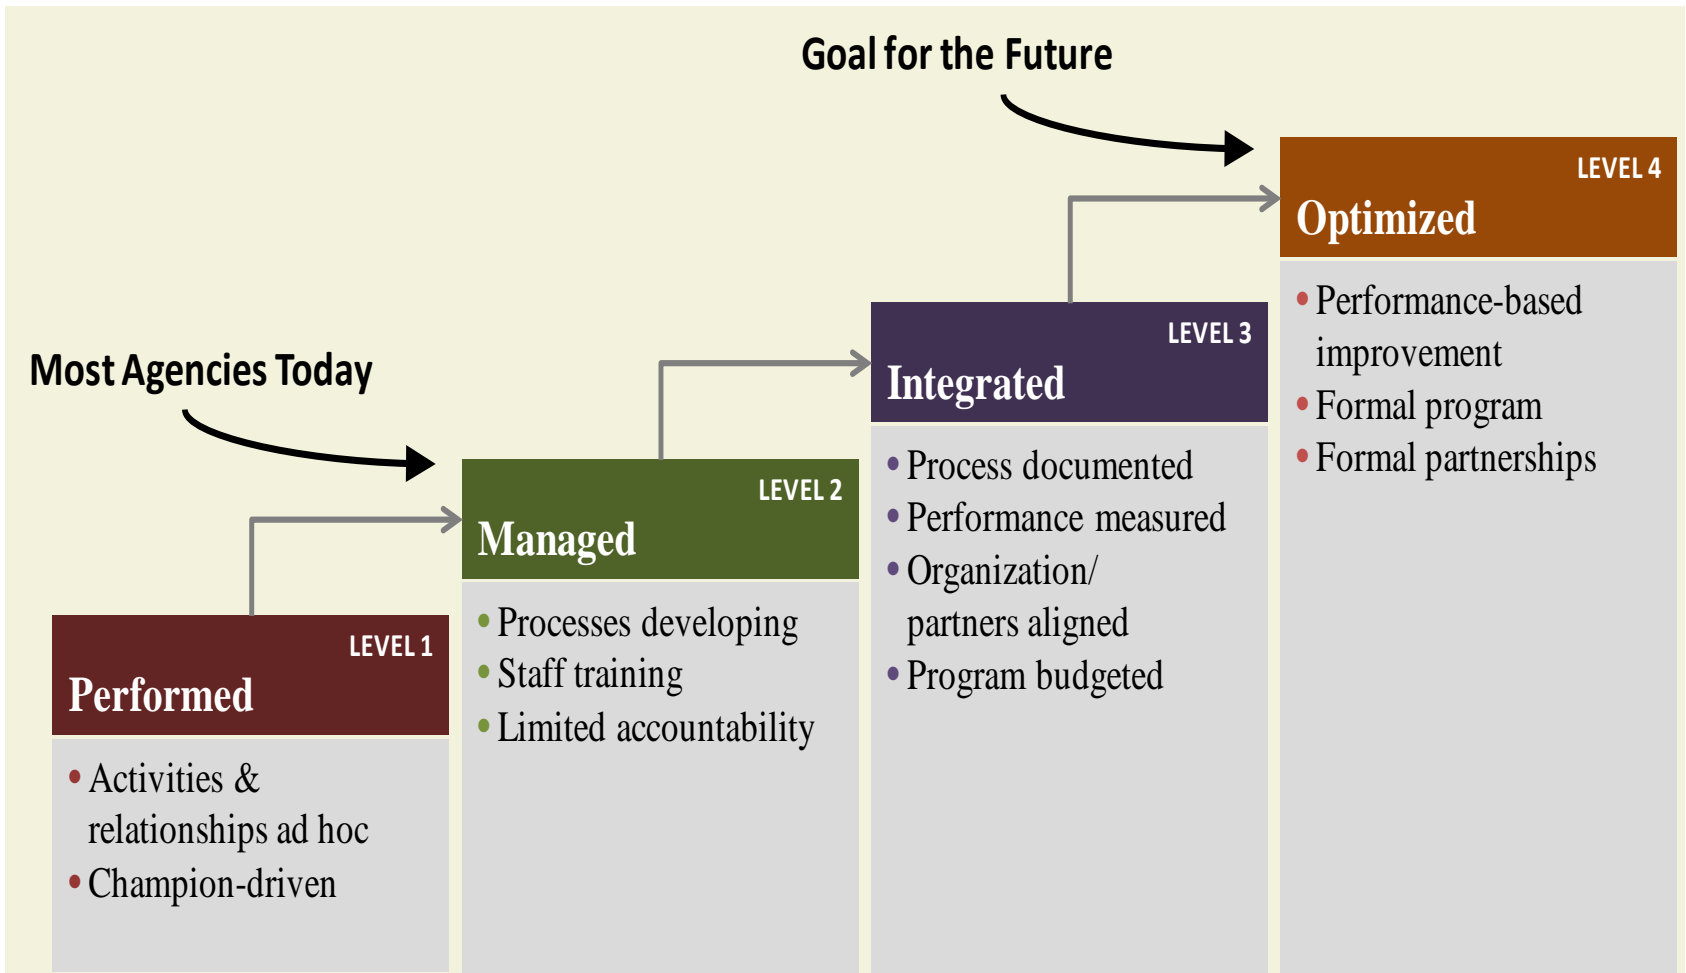 Goal for the Future
Most Agencies Today
LEVEL 1
Performed
• Activities &
relationships ad hoc
• Champion-driven
LEVEL 2
Managed
• Processes developing
• Staff training
• Limited accountability
LEVEL 3
Integrated
• Process documented
• Performance measured
• Organization/
partners aligned
• Program budgeted
LEVEL 4
Optimized
• Performance-based
improvement
• Formal program
• Formal partnerships